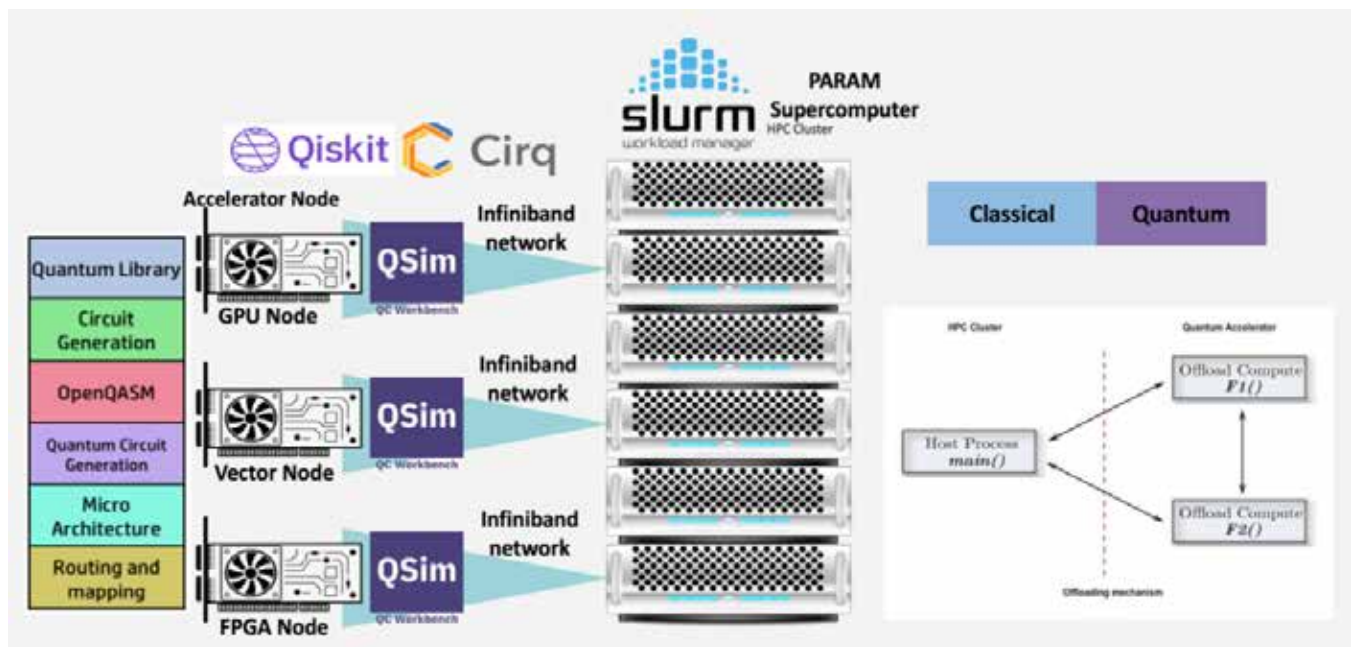 slurm
workload manager
PARAM
Supercomputer
HPC Cluster
Qiskit
Cirq
Accelerator Node
Quantum Library
Circuit
Generation
OpenQASM
Quantum Circuit
Generation
Micro
Architecture
Routing and
mapping
GPU Node
QSim
QC Workbench
Infiniband
network
Vector Node
QSim
QC Workbench
Infiniband
network
FPGA Node
QSim
QC Workbench
Infiniband
network
Classical
Quantum
HPC Cluster
Quantum Accelerator
Offload Compute
F1()
Host Process
main()
Offload Compute
F2()
Offloading mechanism